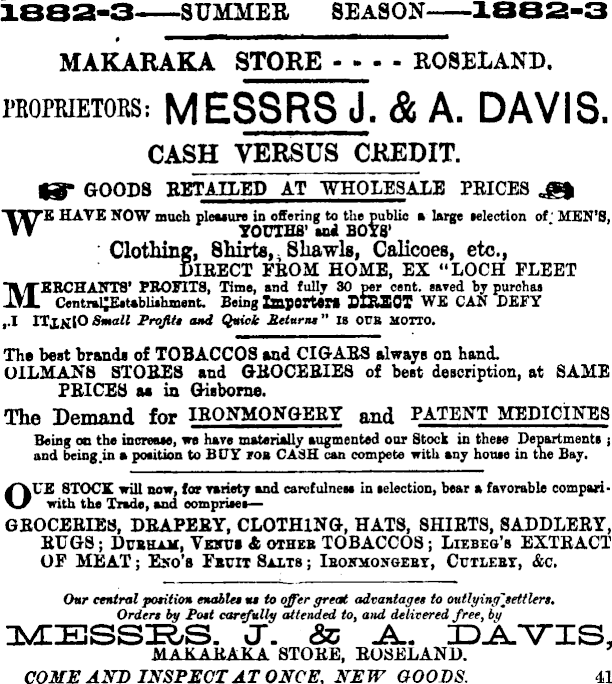 1882-3—SUMMER SEASON—1882-3
MAKARAKA STORE - - - - ROSELAND.
PROPRIETORS: MESSRS J. & A. DAVIS.
CASH VERSUS CREDIT.
GOODS RETAILED AT WHOLESALE PRICES
WE HAVE NOW much pleasure in offering to the public a large selection of MEN'S,
YOUTHS' and BOYS'
Clothing, Shirts, Shawls, Calicoes, etc.,
DIRECT FROM HOME, EX "LOCH FLEET
MERCHANTS' PROFITS, Time, and fully 30 per cent. saved by purchas
Central Establishment. Being Importers DIRECT WE CAN DEFY
Small Profits and Quick Returns" IS OUR MOTTO.
The best brands of TOBACCOS and CIGARS always on hand.
OILMANS STORES and GROCERIES of best description, at SAME
PRICES as in Gisborne.
The Demand for IRONMONGERY and PATENT MEDICINES
Being on the increase, we have materially augmented our Stock in these Departments ;
and being in a position to BUY FOR CASH can compete with any house in the Bay.
OUR STOCK will now, for variety and carefulness in selection, bear a favorable compari-
with the Trade, and comprises—
GROCERIES, DRAPERY, CLOTHING, HATS, SHIRTS, SADDLERY,
RUGS ; DURHAM, VENUS & OTHER TOBACCOS ; LIEBEG'S EXTRACT
OF MEAT ; ENO'S FRUIT SALTS ; IRONMONGERY, CUTLERY, &C.
Our central position enables us to offer great advantages to outlying settlers.
Orders by Post carefully attended to, and delivered free, by
MESSRS. J. & A. DAVIS,
MAKARAKA STORE, ROSELAND.
COME AND INSPECT AT ONCE, NEW GOODS. 41